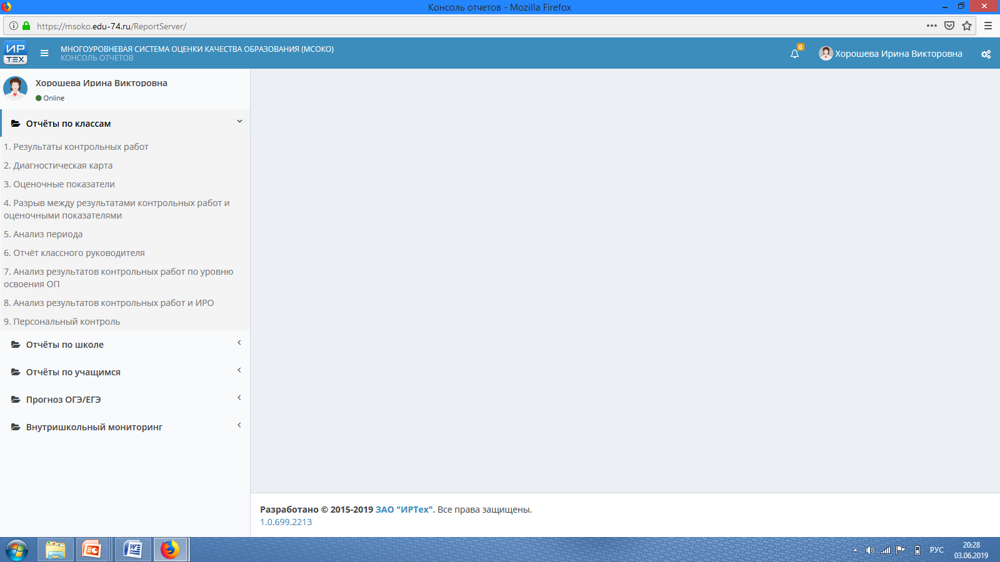 Консоль отчетов - Mozilla Firefox
https://msoko.edu-74.ru/ReportServer/
ИР
ТЕХ
МНОГОУРОВНЕВАЯ СИСТЕМА ОЦЕНКИ КАЧЕСТВА ОБРАЗОВАНИЯ (МСОКО)
КОНСОЛЬ ОТЧЕТОВ
0
Хорошева Ирина Викторовна
Хорошева Ирина Викторовна
Online
Отчёты по классам
1. Результаты контрольных работ
2. Диагностическая карта
3. Оценочные показатели
4. Разрыв между результатами контрольных работ и
оценочными показателями
5. Анализ периода
6. Отчёт классного руководителя
7. Анализ результатов контрольных работ по уровню
освоения ОП
8. Анализ результатов контрольных работ и ИРО
9. Персональный контроль
Отчёты по школе
Отчёты по учащимся
Прогноз ОГЭ/ЕГЭ
Внутришкольный мониторинг
Разработано © 2015-2019 ЗАО "ИРТех". Все права защищены.
1.0.699.2213
РУС
20:28
03.06.2019